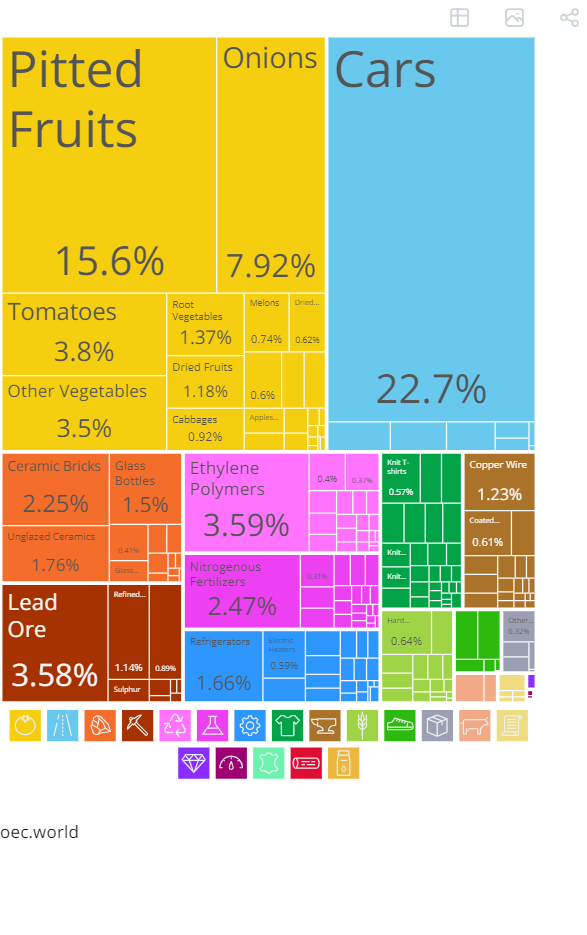 Pitted
Fruits
15.6%
Onions
7.92%
Cars
22.7%
Tomatoes
3.8%
Other Vegetables
3.5%
Root
Vegetables
1.37%
Dried Fruits
1.18%
Cabbages
0.92%
Melons
0.74%
Dried...
0.62%
0.6%
Apples...
Ceramic Bricks
2.25%
Glass
Bottles
1.5%
Unglazed Ceramics
1.76%
0.41%
Glass...
Lead
Ore
3.58%
Refined...
1.14%
0.89%
Sulphur
Ethylene
Polymers
3.59%
0.4%
0.37%
Nitrogenous
Fertilizers
2.47%
0.31%
Refrigerators
1.66%
Electric
Heaters
0.59%
Knit T-
shirts
0.57%
Knit...
Knit...
Copper Wire
1.23%
Coated...
0.61%
Hard...
0.64%
Other...
0.32%
oec.world